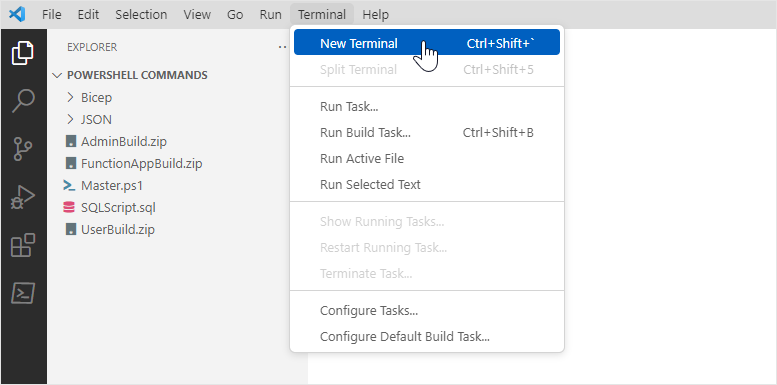 File Edit Selection View Go Run Terminal Help
EXPLORER
POWERSHELL COMMANDS
Bicep
JSON
AdminBuild.zip
FunctionAppBuild.zip
Master.ps1
SQLScript.sql
UserBuild.zip
New Terminal Ctrl+Shift+`
Split Terminal Ctrl+Shift+5
Run Task...
Run Build Task... Ctrl+Shift+B
Run Active File
Run Selected Text
Show Running Tasks...
Restart Running Task...
Terminate Task...
Configure Tasks...
Configure Default Build Task...